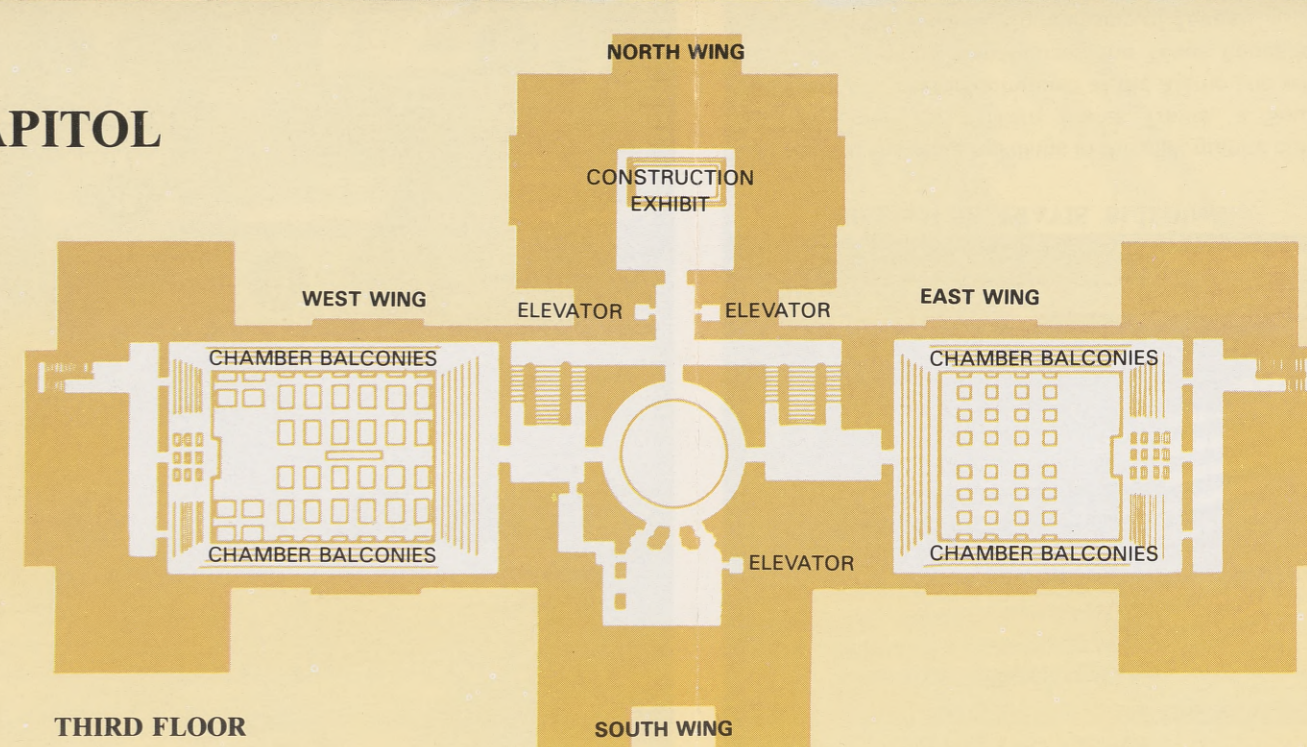 NORTH WING
APITOL
CONSTRUCTION
EXHIBIT
WEST WING
EAST WING
ELEVATOR
ELEVATOR
CHAMBER BALCONIES
CHAMBER BALCONIES
CHAMBER BALCONIES
CHAMBER BALCONIES
ELEVATOR
THIRD FLOOR
SOUTH WING